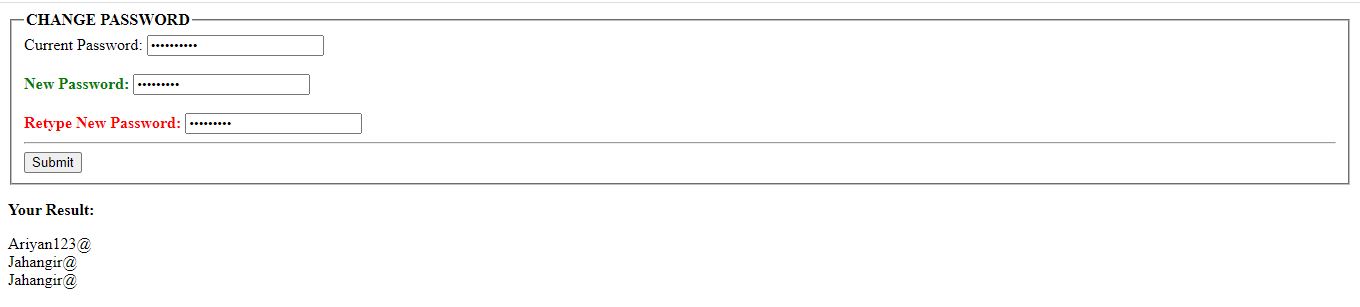 CHANGE PASSWORD
Current Password: ••••••••••
New Password: •••••••••
Retype New Password: •••••••••
Submit
Your Result:
Ariyan123@
Jahangir@
Jahangir@